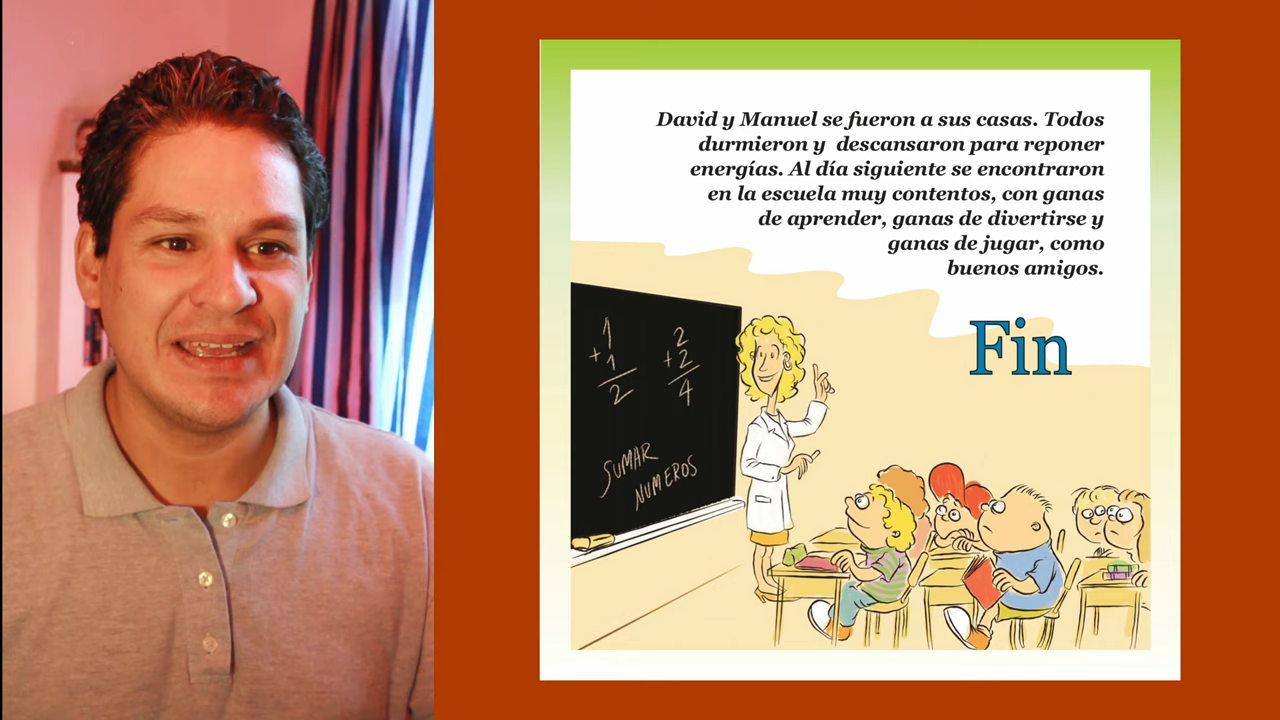 David y Manuel se fueron a sus casas. Todos
durmieron y descansaron para reponer
energías. Al día siguiente se encontraron
en la escuela muy contentos, con ganas
de aprender, ganas de divertirse y
ganas de jugar, como
buenos amigos.
Fin
1
+1
2
2
+2
4
SUMAR
NUMEROS